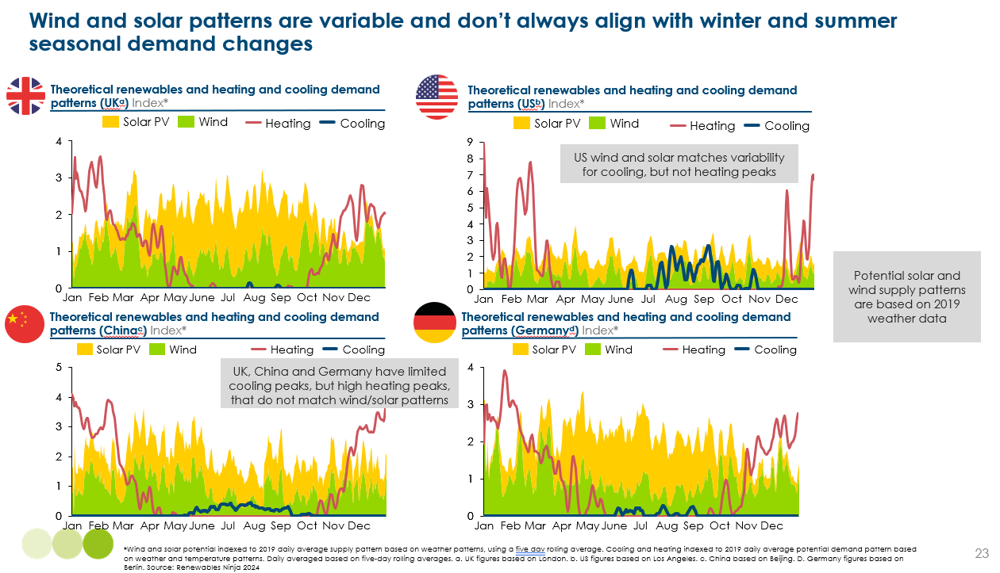 Wind and solar patterns are variable and don’t always align with winter and summer
seasonal demand changes
Theoretical renewables and heating and cooling demand
patterns (UKᵃ) Index*
Solar PV Wind Heating Cooling
4
3
2
1
0
Jan Feb Mar Apr May June Jul Aug Sep Oct Nov Dec
Theoretical renewables and heating and cooling demand
patterns (USᵇ) Index*
Solar PV Wind Heating Cooling
US wind and solar matches variability
for cooling, but not heating peaks
9
8
7
6
5
4
3
2
1
0
Jan Feb Mar Apr May June Jul Aug Sep Oct Nov Dec
Potential solar and
wind supply patterns
are based on 2019
weather data
Theoretical renewables and heating and cooling demand
patterns (Chinaᶜ) Index*
Solar PV Wind Heating Cooling
UK, China and Germany have limited
cooling peaks, but high heating peaks,
that do not match wind/solar patterns
5
4
3
2
1
0
Jan Feb Mar Apr May June Jul Aug Sep Oct Nov Dec
Theoretical renewables and heating and cooling demand
patterns (Germanyᵈ) Index*
Solar PV Wind Heating Cooling
4
3
2
1
0
Jan Feb Mar Apr May June Jul Aug Sep Oct Nov Dec
*Wind and solar potential indexed to 2019 daily average supply pattern based on weather patterns, using a five day rolling average. Cooling and heating indexed to 2019 daily average potential demand pattern based
on weather and temperature patterns. Daily averaged based on five-day rolling averages. a. UK figures based on London. b. US figures based on Los Angeles. c. China based on Beijing. D. Germany figures based on
Berlin. Source: Renewables Ninja 2024
23